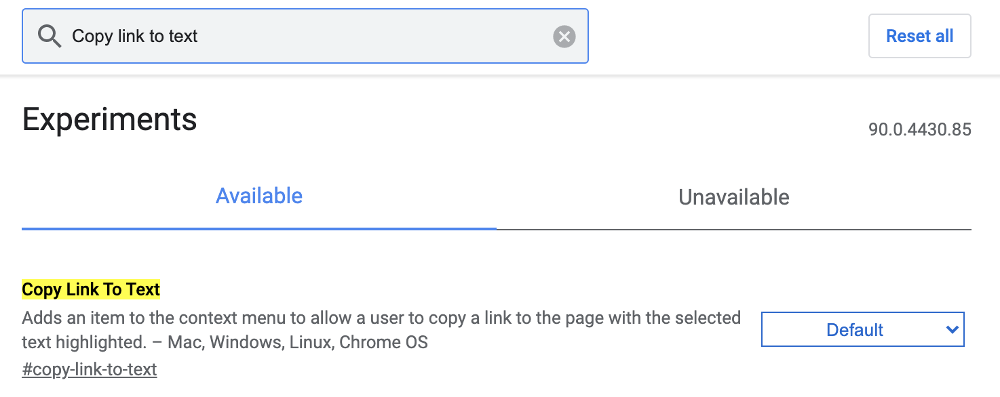 Copy link to text
Reset all
Experiments
90.0.4430.85
Available
Unavailable
Copy Link To Text
Adds an item to the context menu to allow a user to copy a link to the page with the selected
text highlighted. – Mac, Windows, Linux, Chrome OS
Default
#copy-link-to-text